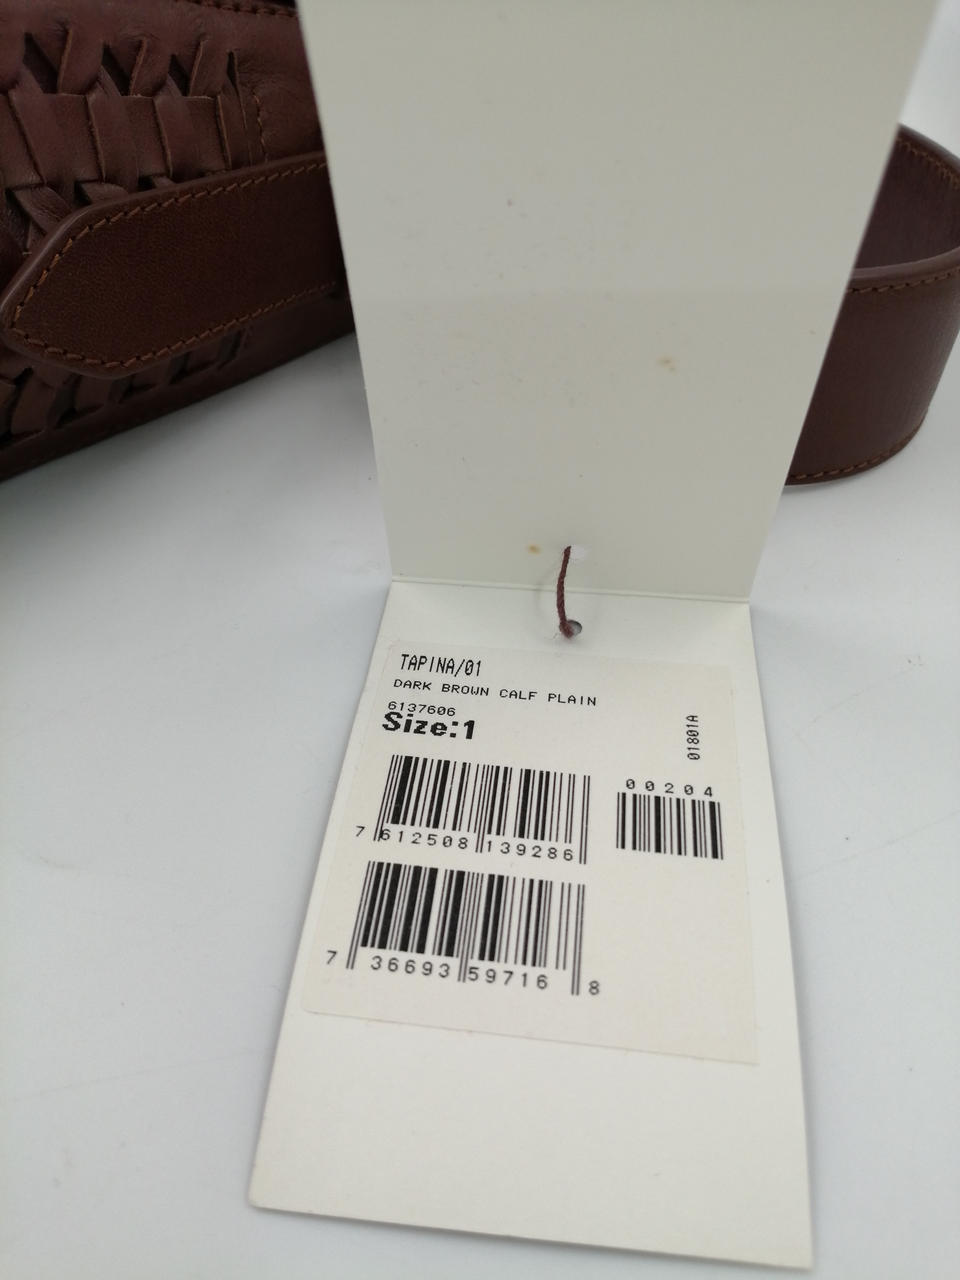 TAPINA/01
DARK BROWN CALF PLAIN
6137606
Size:1
01801A
00204
7 612508 139286
7 36693 59716 8